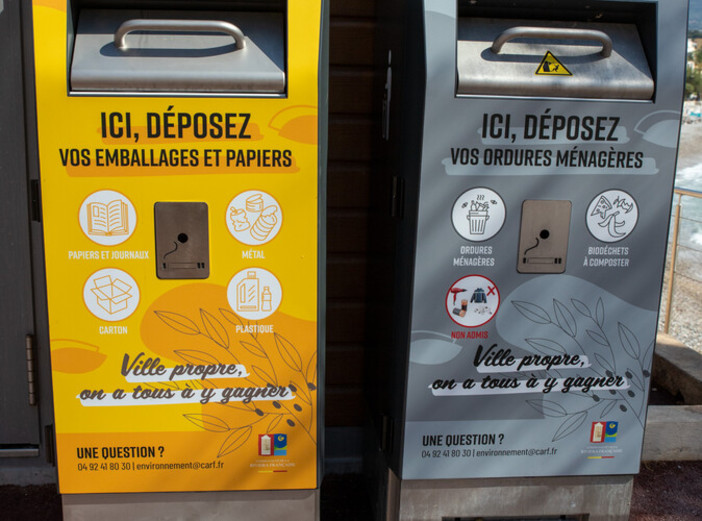 ICI, DÉPOSEZ
VOS EMBALLAGES ET PAPIERS
PAPIERS ET JOURNAUX
MÉTAL
CARTON
PLASTIQUE
Ville propre,
on a tous à y gagner
UNE QUESTION ?
04 92 41 80 30 | environnement@carf.fr
ICI, DÉPOSEZ
VOS ORDURES MÉNAGÈRES
ORDURES
MÉNAGÈRES
BIODÉCHETS
À COMPOSTER
NON ADMIS
Ville propre,
on a tous à y gagner
UNE QUESTION ?
04 92 41 80 30 | environnement@carf.fr